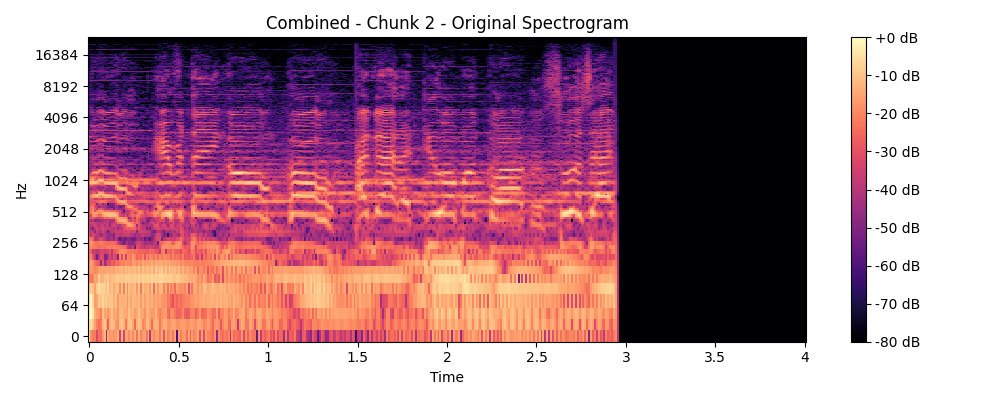 Combined - Chunk 2 - Original Spectrogram
Hz
16384
8192
4096
2048
1024
512
256
128
64
0
0 0.5 1 1.5 2 2.5 3 3.5 4
Time
+0 dB
-10 dB
-20 dB
-30 dB
-40 dB
-50 dB
-60 dB
-70 dB
-80 dB